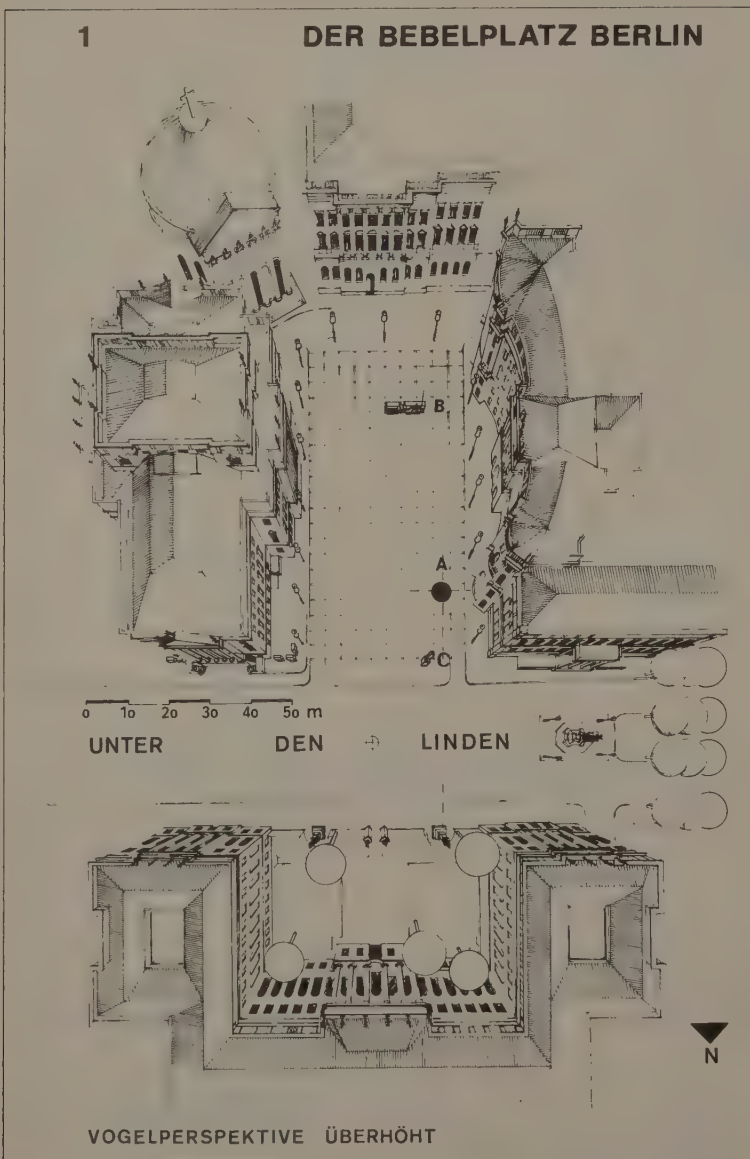 1 DER BEBELPLATZ BERLIN
B
A
C
0 10 20 30 40 50 m
UNTER DEN LINDEN
N
VOGELPERSPEKTIVE ÜBERHÖHT